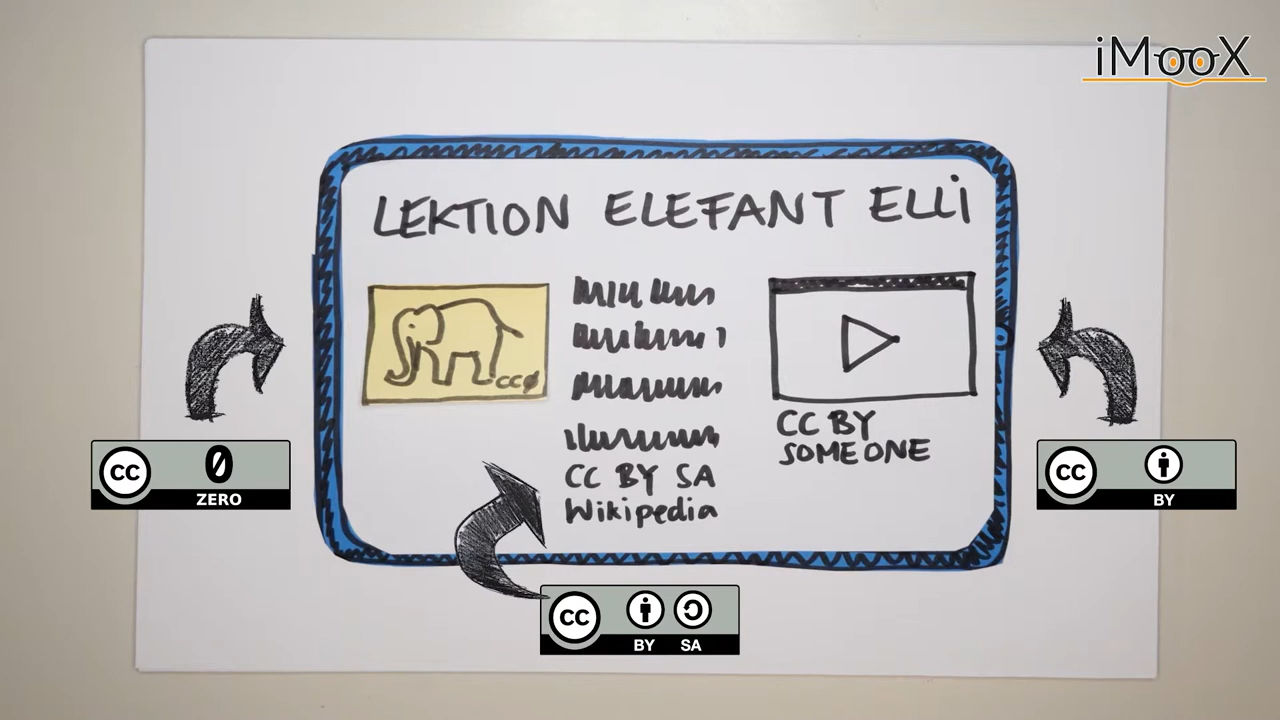 iMooX
LEKTION ELEFANT ELLi
CC0
CC BY SA
Wikipedia
CC BY
SOMEONE
CC 0
ZERO
CC
BY SA
CC
BY